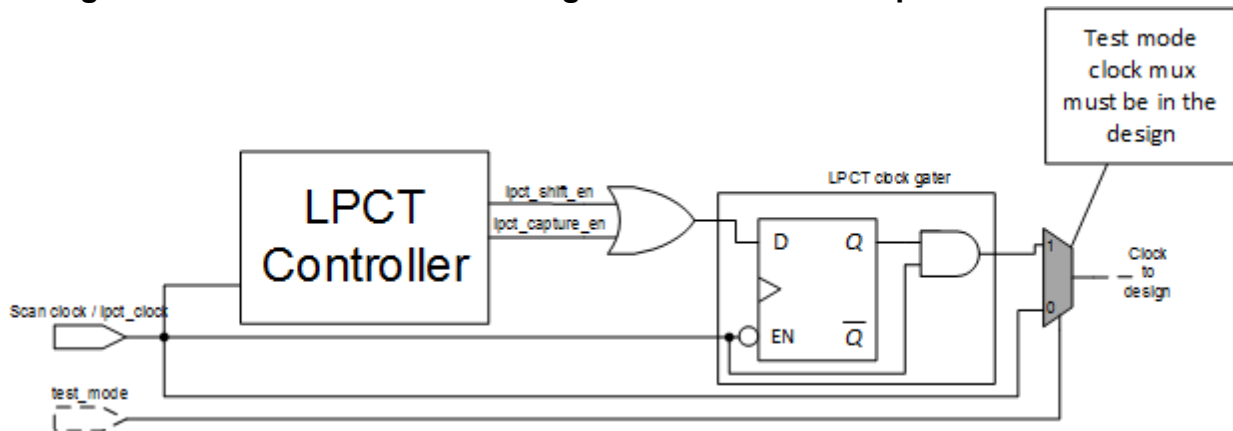 Test mode
clock mux
must be in the
design
LPCT
Controller
lpct_shift_en
lpct_capture_en
LPCT clock gater
D Q
EN Q
1
0
Clock
to
design
Scan clock / lpct_clock
test_mode